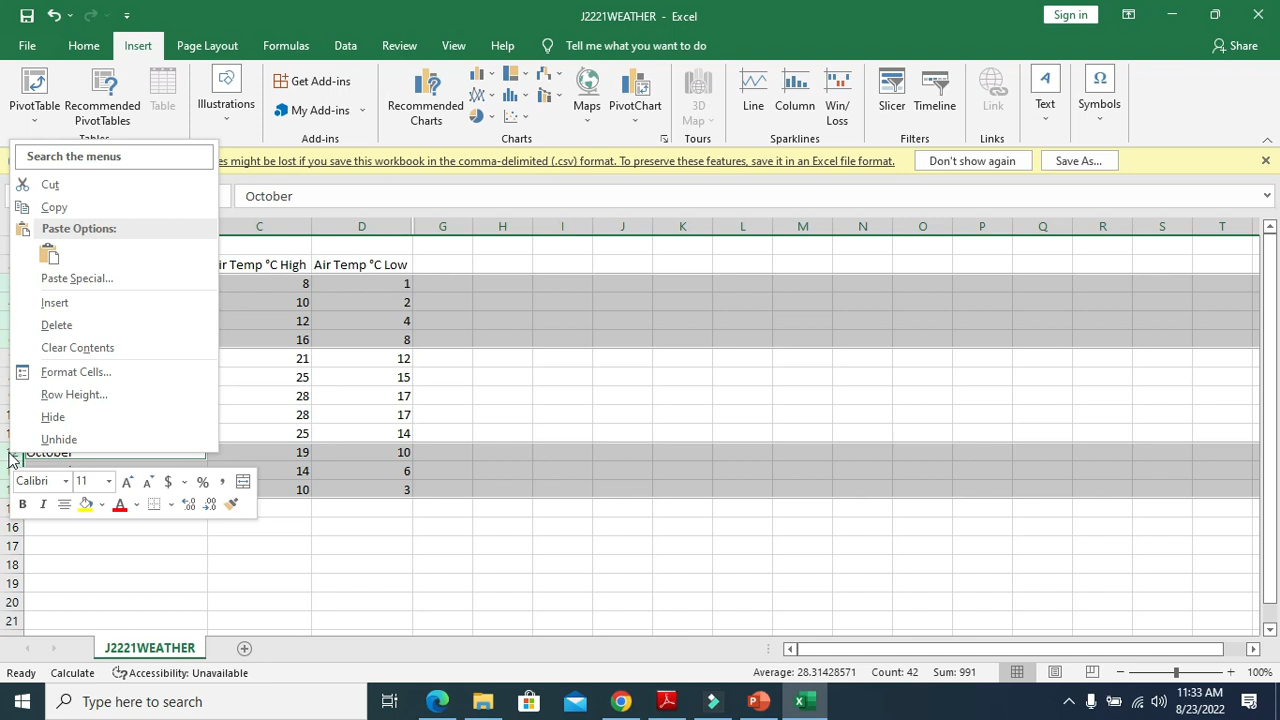 J2221WEATHER - Excel
Sign in
File Home Insert Page Layout Formulas Data Review View Help Tell me what you want to do Share
PivotTable Recommended PivotTables Table Illustrations Get Add-ins My Add-ins Recommended Charts Maps PivotChart 3D Map Line Column Win/ Loss Slicer Timeline Link Text Symbols
Tables Add-ins Charts Tours Sparklines Filters Links
es might be lost if you save this workbook in the comma-delimited (.csv) format. To preserve these features, save it in an Excel file format. Don't show again Save As...
Search the menus
Cut
Copy
Paste Options:
Paste Special...
Insert
Delete
Clear Contents
Format Cells...
Row Height...
Hide
Unhide
October
C D G H I J K L M N O P Q R S T
ir Temp °C High Air Temp °C Low
8 1
10 2
12 4
16 8
21 12
25 15
28 17
28 17
25 14
October 19 10
14 6
10 3
Calibri 11 A A $ % ,
B I A
16
17
18
19
20
21
J2221WEATHER
Ready Calculate Accessibility: Unavailable Average: 28.31428571 Count: 42 Sum: 991 100%
Type here to search
11:33 AM
8/23/2022